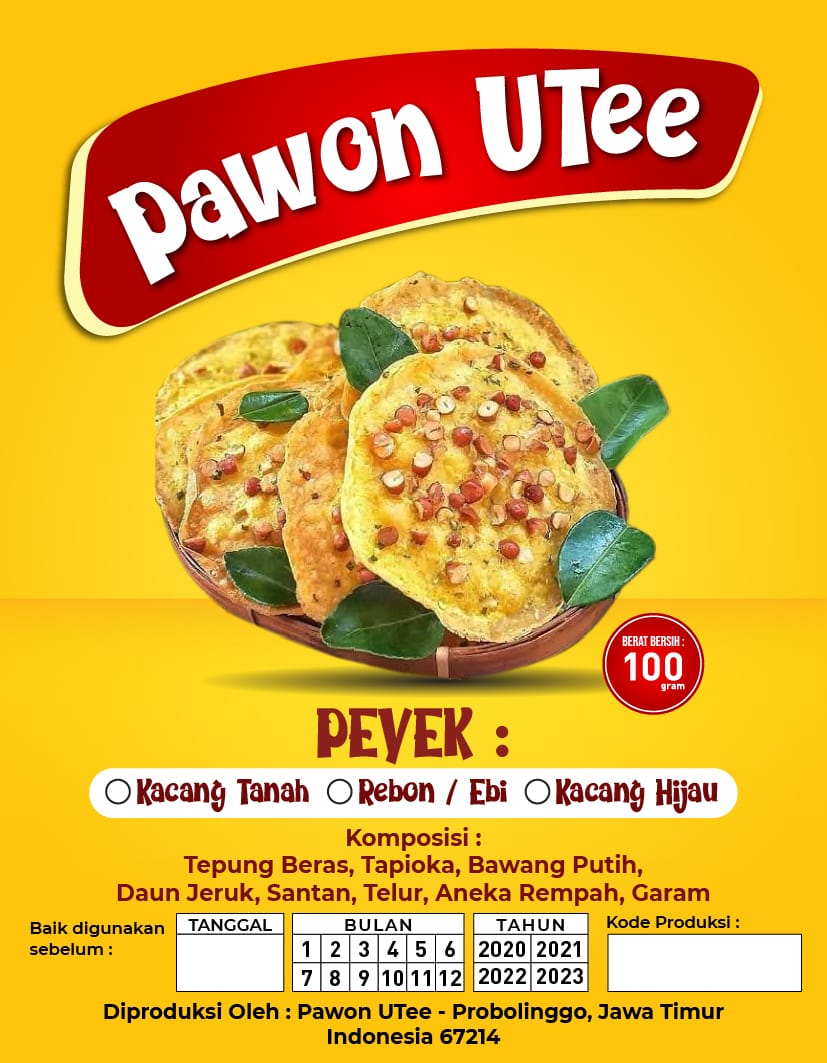 Pawon UTee
BERAT BERSIH :
100
gram
PEYEK :
Kacang Tanah Rebon / Ebi Kacang Hijau
Komposisi :
Tepung Beras, Tapioka, Bawang Putih,
Daun Jeruk, Santan, Telur, Aneka Rempah, Garam
Baik digunakan
sebelum :
TANGGAL
BULAN
1 2 3 4 5 6
7 8 9 10 11 12
TAHUN
2020 2021
2022 2023
Kode Produksi :
Diproduksi Oleh : Pawon UTee - Probolinggo, Jawa Timur
Indonesia 67214